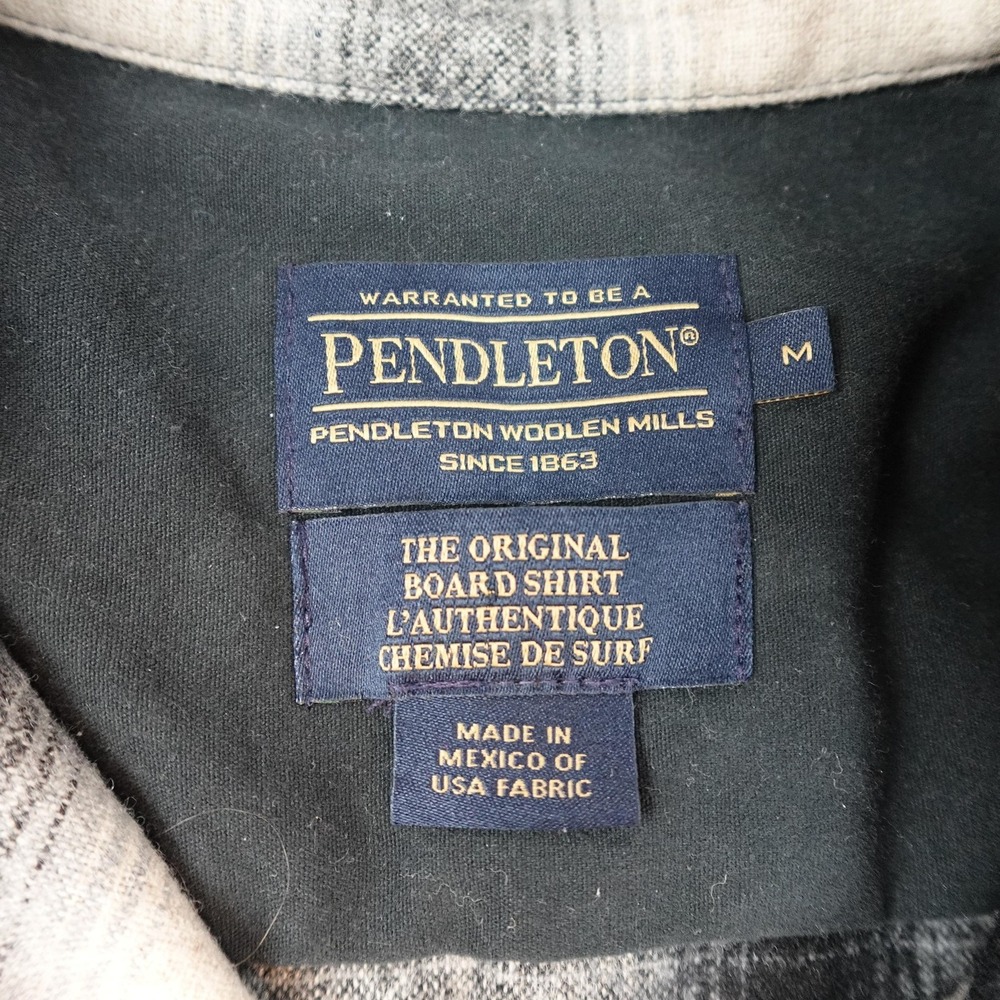 WARRANTED TO BE A
PENDLETON®
PENDLETON WOOLEN MILLS
SINCE 1863
M
THE ORIGINAL
BOARD SHIRT
L'AUTHENTIQUE
CHEMISE DE SURF
MADE IN
MEXICO OF
USA FABRIC